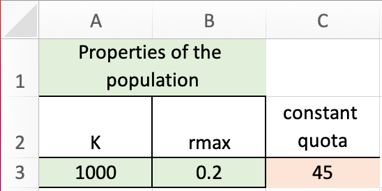 A B C
1 Properties of the
population
constant
2 K rmax quota
3 1000 0.2 45